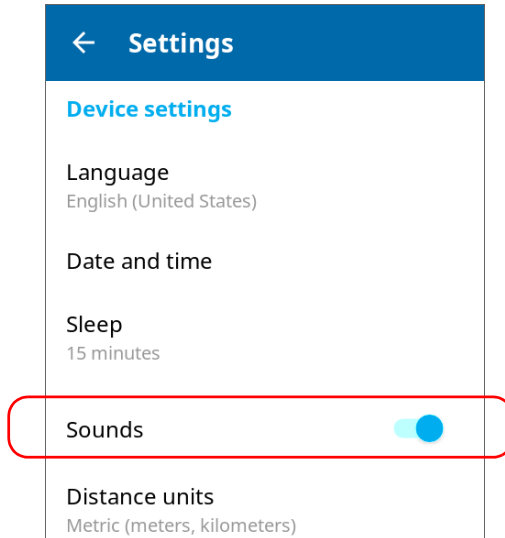 Settings
Device settings
Language
English (United States)
Date and time
Sleep
15 minutes
Sounds
Distance units
Metric (meters, kilometers)